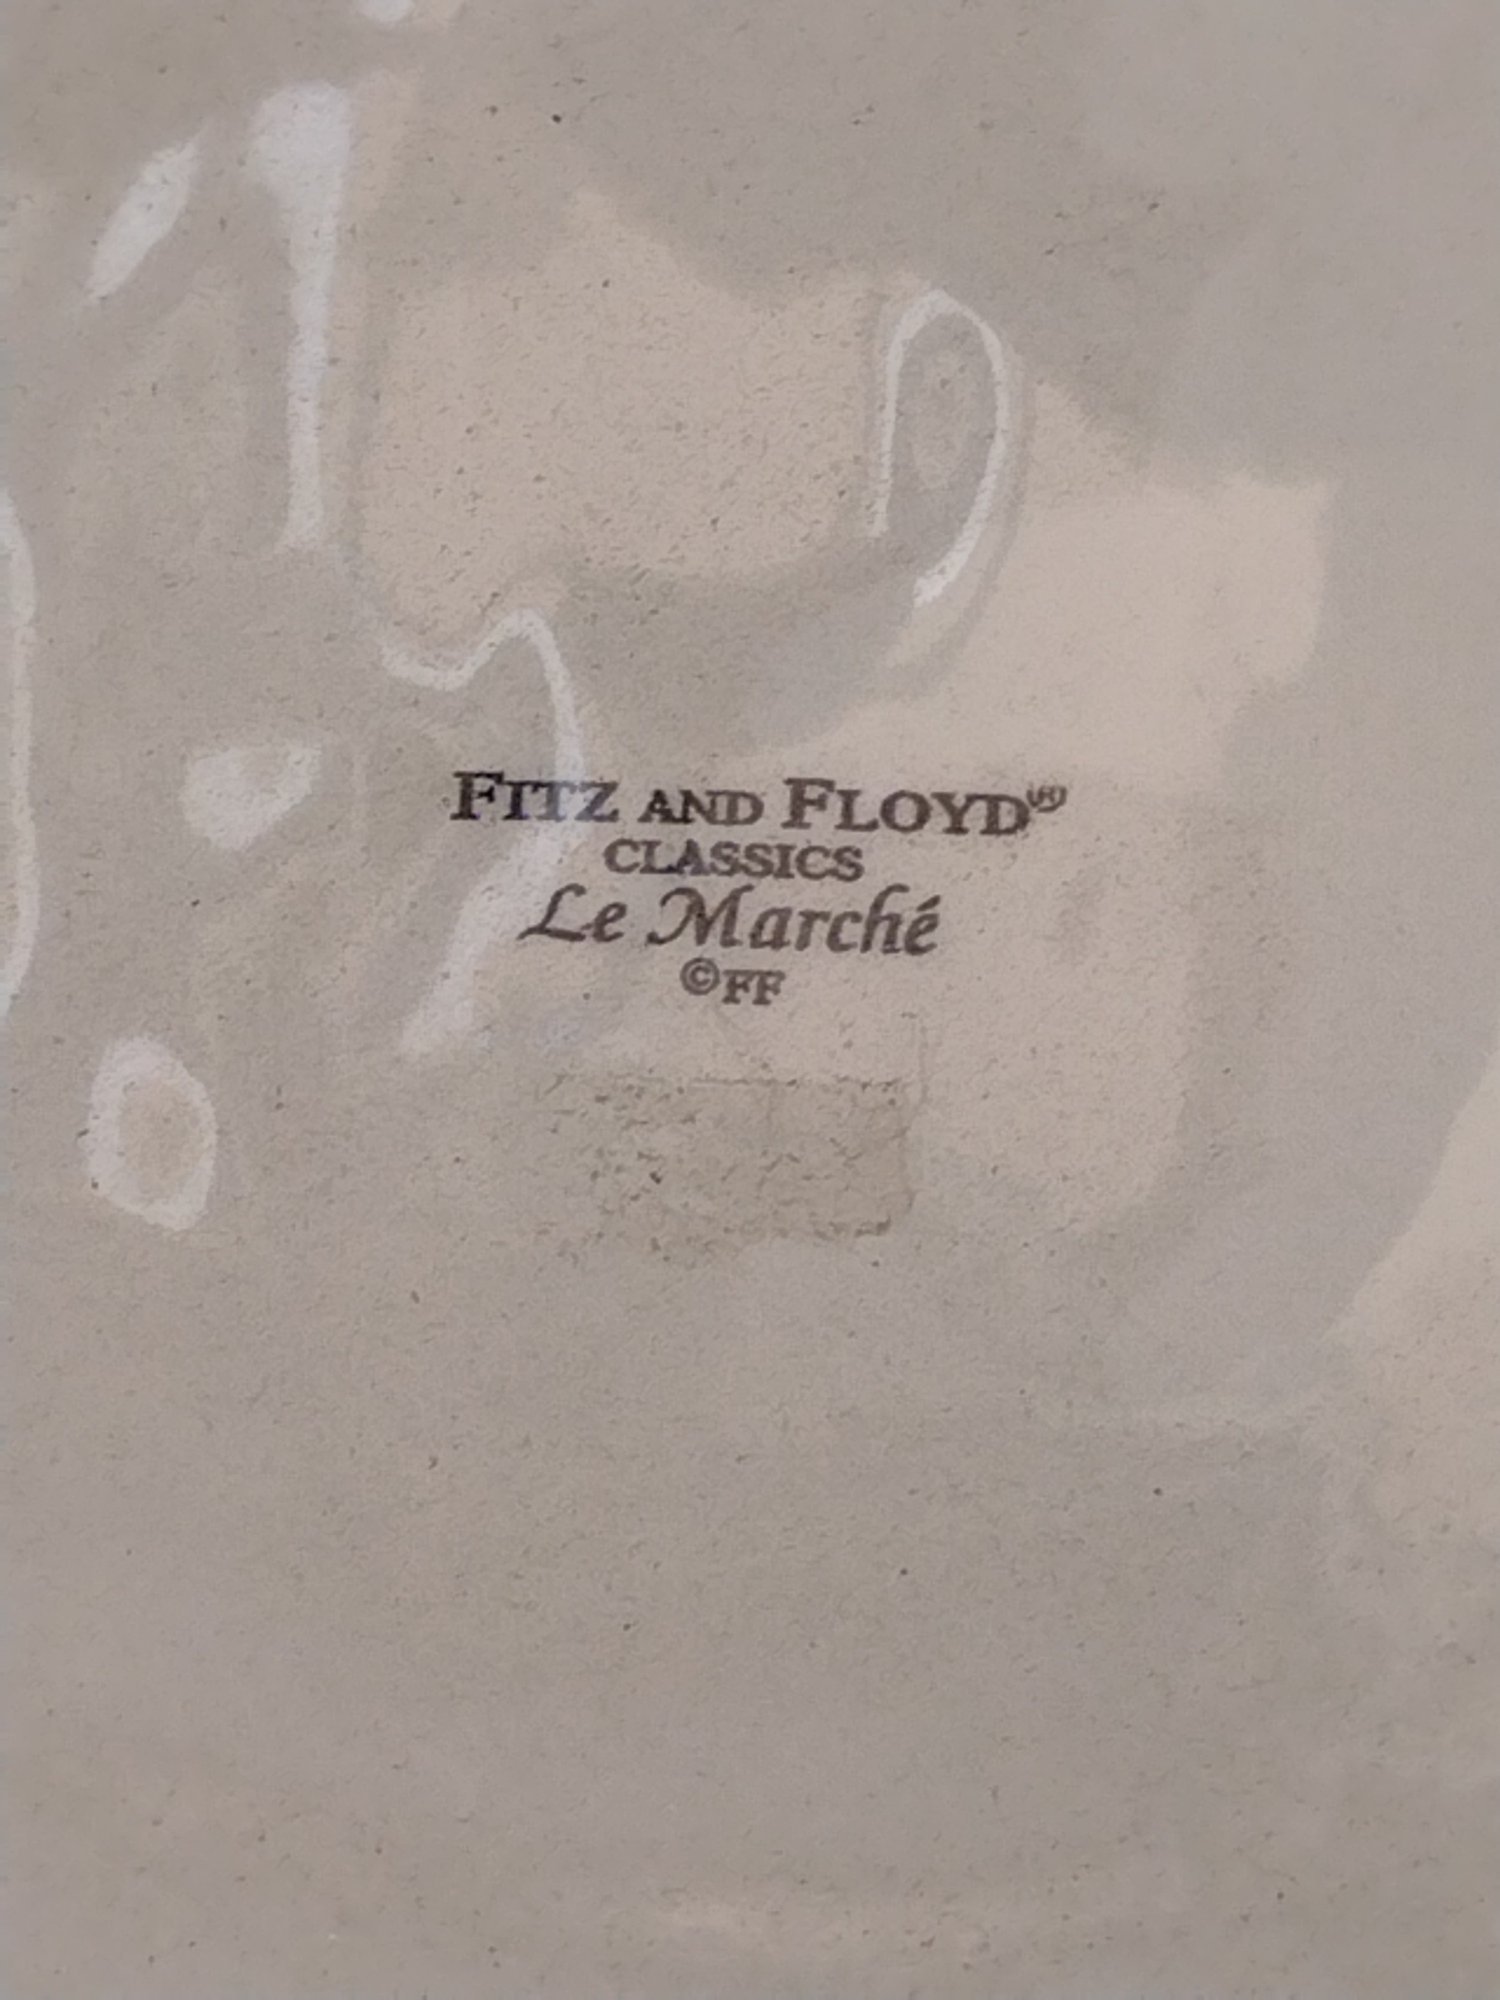 FITZ AND FLOYD®
CLASSICS
Le Marché
©FF